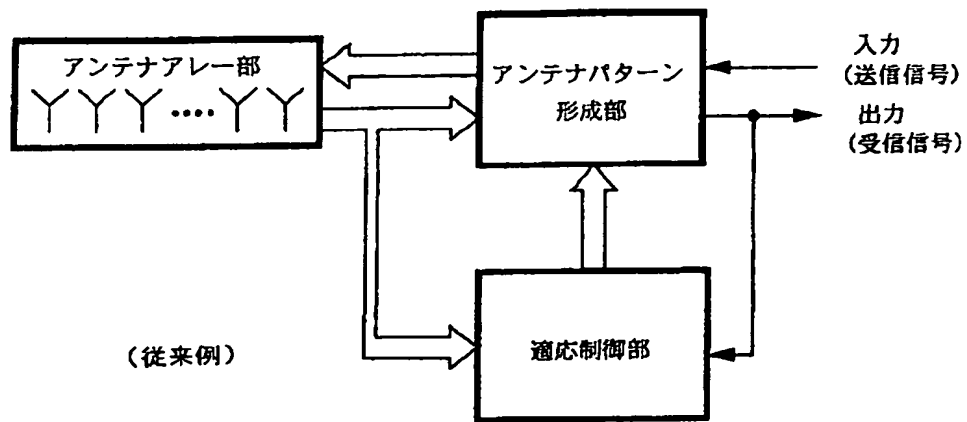 アンテナアレー部
アンテナパターン
形成部
入力
(送信信号)
出力
(受信信号)
適応制御部
(従来例)